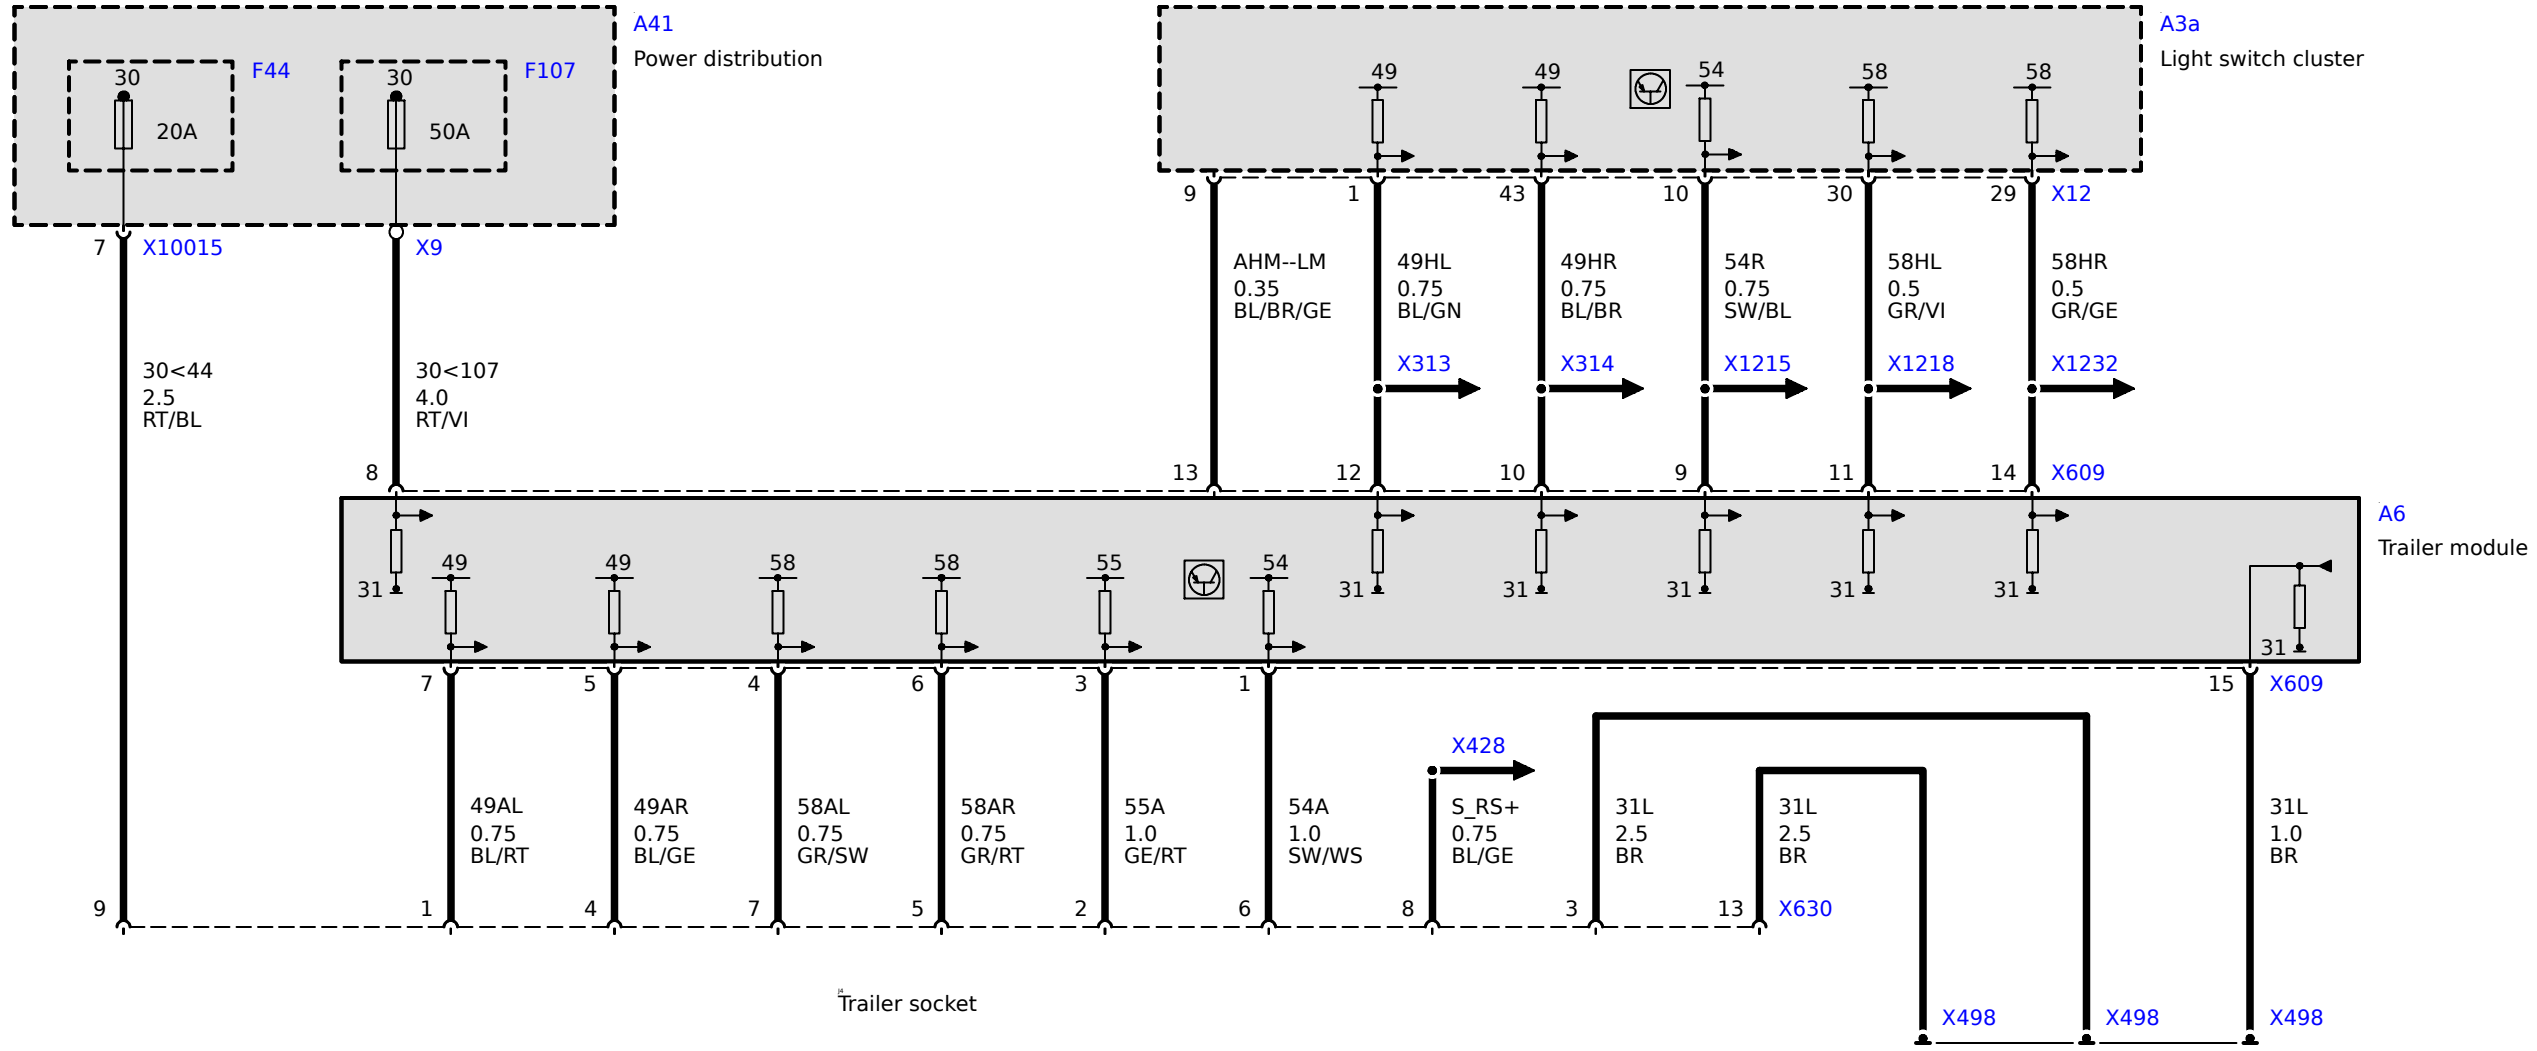 A41
Power distribution
F44
F107
30
30
20A
50A
A3a
Light switch cluster
49
49
54
58
58
7
X10015
X9
9
1
43
10
30
29
X12
AHM--LM
0.35
BL/BR/GE
49HL
0.75
BL/GN
49HR
0.75
BL/BR
54R
0.75
SW/BL
58HL
0.5
GR/VI
58HR
0.5
GR/GE
30<44
2.5
RT/BL
30<107
4.0
RT/VI
X313
X314
X1215
X1218
X1232
8
13
12
10
9
11
14
X609
A6
Trailer module
31
49
49
58
58
55
54
31
31
31
31
31
31
7
5
4
6
3
1
15
X609
X428
49AL
0.75
BL/RT
49AR
0.75
BL/GE
58AL
0.75
GR/SW
58AR
0.75
GR/RT
55A
1.0
GE/RT
54A
1.0
SW/WS
S_RS+
0.75
BL/GE
31L
2.5
BR
31L
2.5
BR
31L
1.0
BR
9
1
4
7
5
2
6
8
3
13
X630
Trailer socket
X498
X498
X498